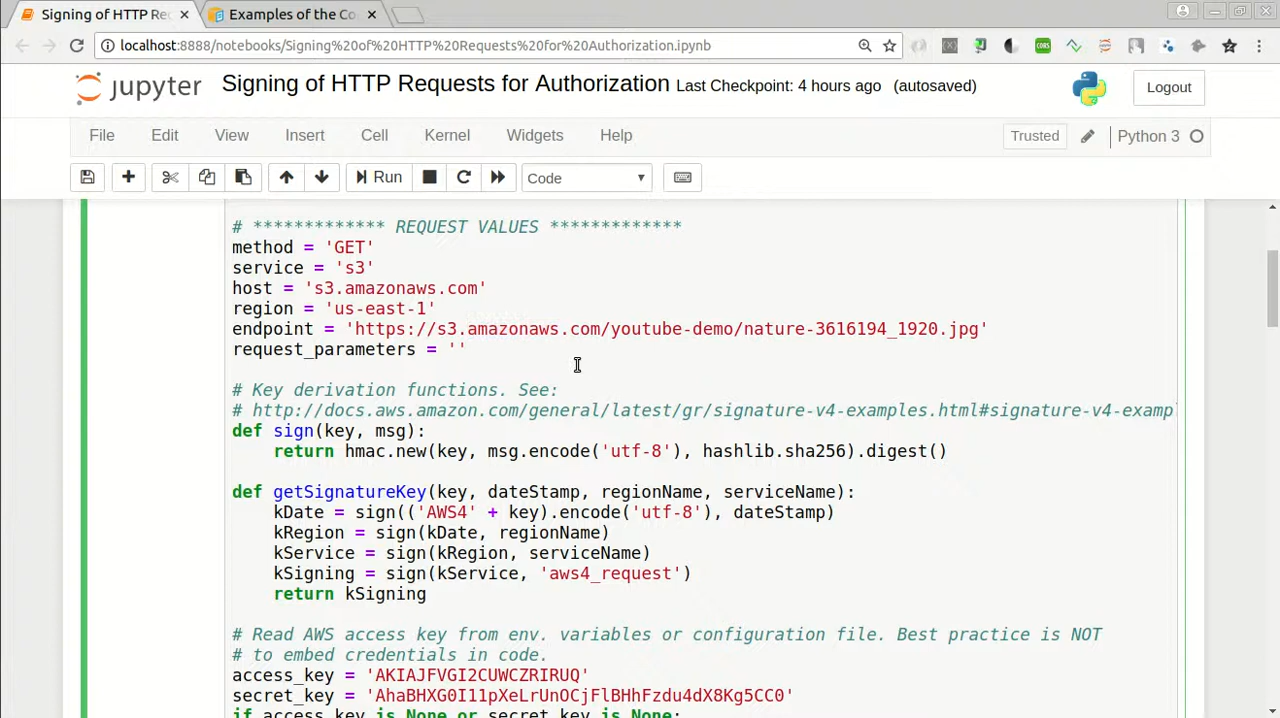 Signing of HTTP Re
Examples of the Co
localhost:8888/notebooks/Signing%20of%20HTTP%20Requests%20for%20Authorization.ipynb
CORS
jupyter Signing of HTTP Requests for Authorization Last Checkpoint: 4 hours ago (autosaved)
Logout
File Edit View Insert Cell Kernel Widgets Help
Trusted
Python 3
Run
Code
# ************* REQUEST VALUES *************
method = 'GET'
service = 's3'
host = 's3.amazonaws.com'
region = 'us-east-1'
endpoint = 'https://s3.amazonaws.com/youtube-demo/nature-3616194_1920.jpg'
request_parameters = ''
# Key derivation functions. See:
# http://docs.aws.amazon.com/general/latest/gr/signature-v4-examples.html#signature-v4-exampl
def sign(key, msg):
return hmac.new(key, msg.encode('utf-8'), hashlib.sha256).digest()
def getSignatureKey(key, dateStamp, regionName, serviceName):
kDate = sign(('AWS4' + key).encode('utf-8'), dateStamp)
kRegion = sign(kDate, regionName)
kService = sign(kRegion, serviceName)
kSigning = sign(kService, 'aws4_request')
return kSigning
# Read AWS access key from env. variables or configuration file. Best practice is NOT
# to embed credentials in code.
access_key = 'AKIAJFVGI2CUWCZRIRUQ'
secret_key = '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'
if access_key is None or secret_key is None: